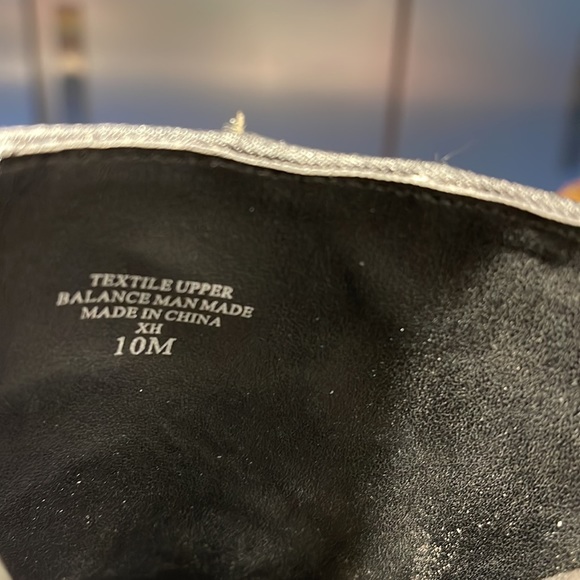 TEXTILE UPPER
BALANCE MAN MADE
MADE IN CHINA
XH
10M